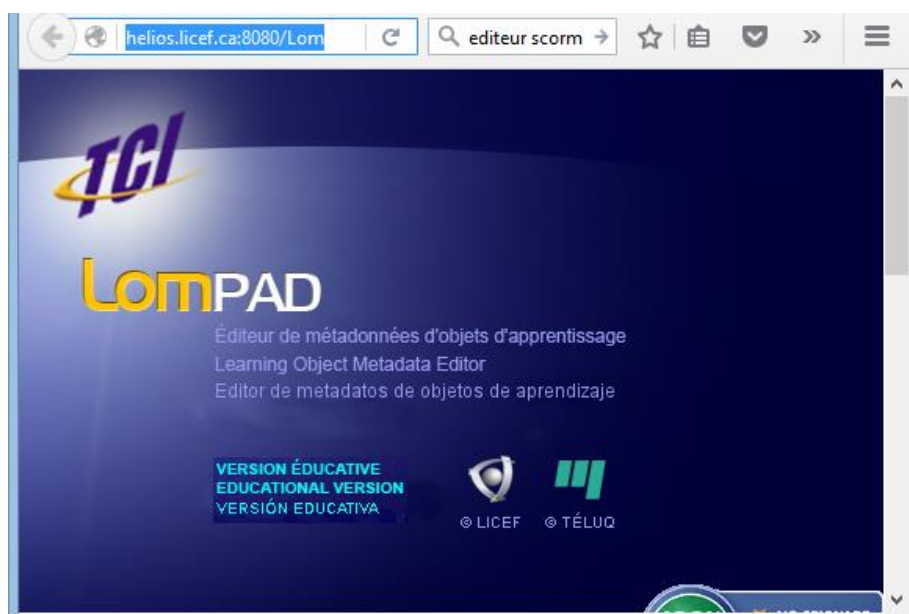 helios.licef.ca:8080/Lom
editeur scorm
TCI
LomPAD
Éditeur de métadonnées d'objets d'apprentissage
Learning Object Metadata Editor
Editor de metadatos de objetos de aprendizaje
VERSION ÉDUCATIVE
EDUCATIONAL VERSION
VERSIÓN EDUCATIVA
© LICEF © TÉLUQ